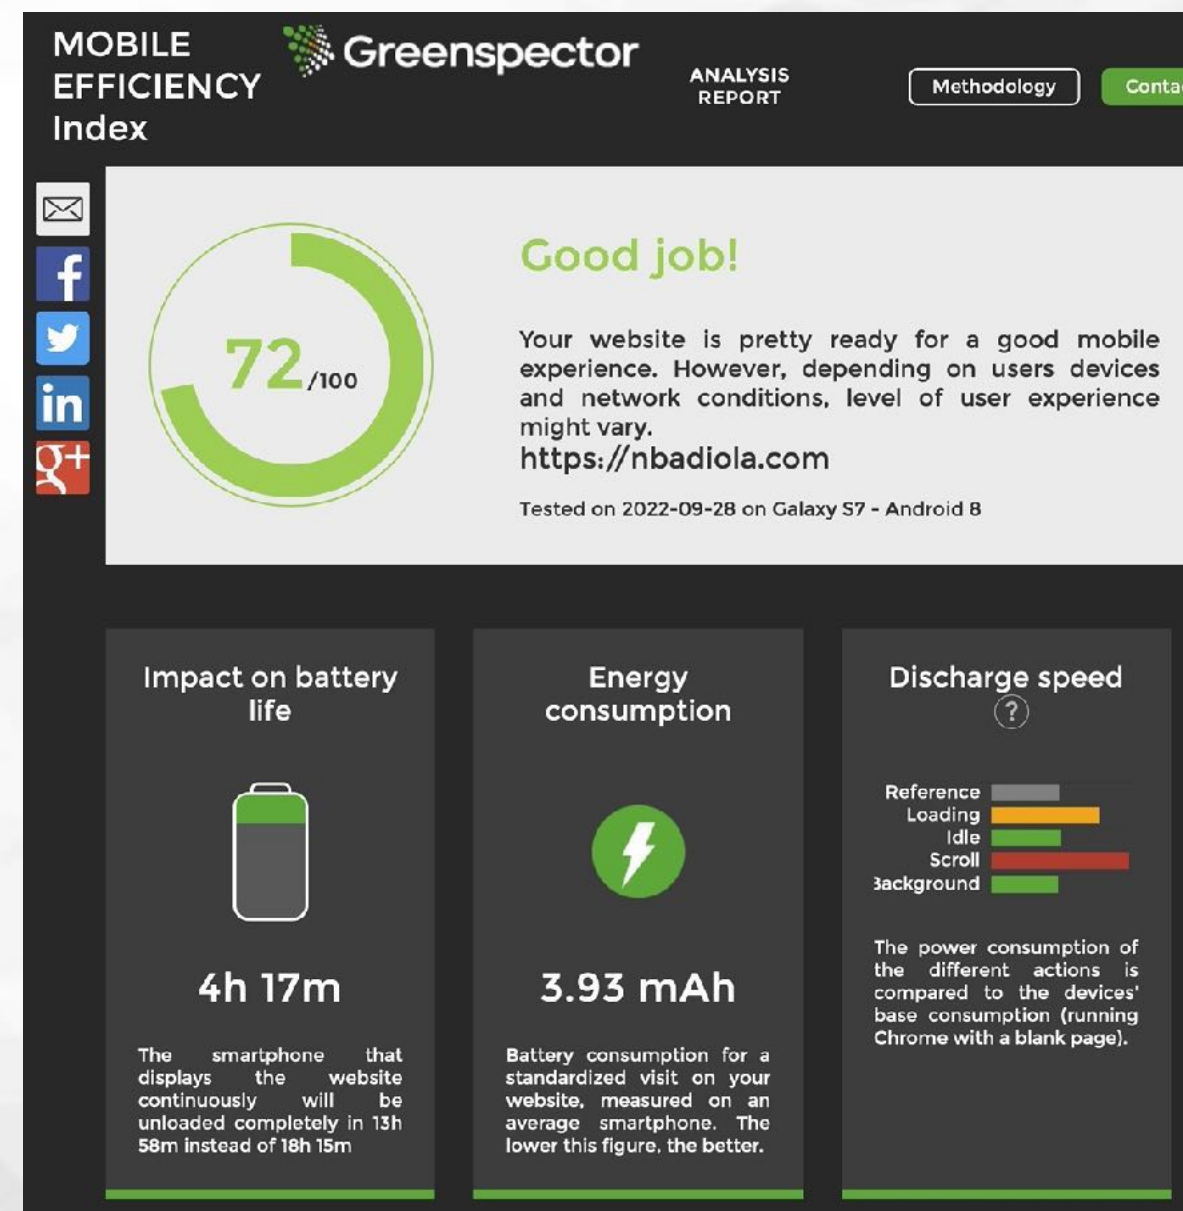 MOBILE
EFFICIENCY
Index
Greenspector
ANALYSIS
REPORT
Methodology
Contac
72/100
Good job!
Your website is pretty ready for a good mobile
experience. However, depending on users devices
and network conditions, level of user experience
might vary.
https://nbadiola.com
Tested on 2022-09-28 on Galaxy S7 - Android 8
Impact on battery
life
4h 17m
The smartphone that
displays the website
continuously will be
unloaded completely in 13h
58m instead of 18h 15m
Energy
consumption
3.93 mAh
Battery consumption for a
standardized visit on your
website, measured on an
average smartphone. The
lower this figure, the better.
Discharge speed
?
Reference
Loading
Idle
Scroll
Background
The power consumption of
the different actions is
compared to the devices'
base consumption (running
Chrome with a blank page).